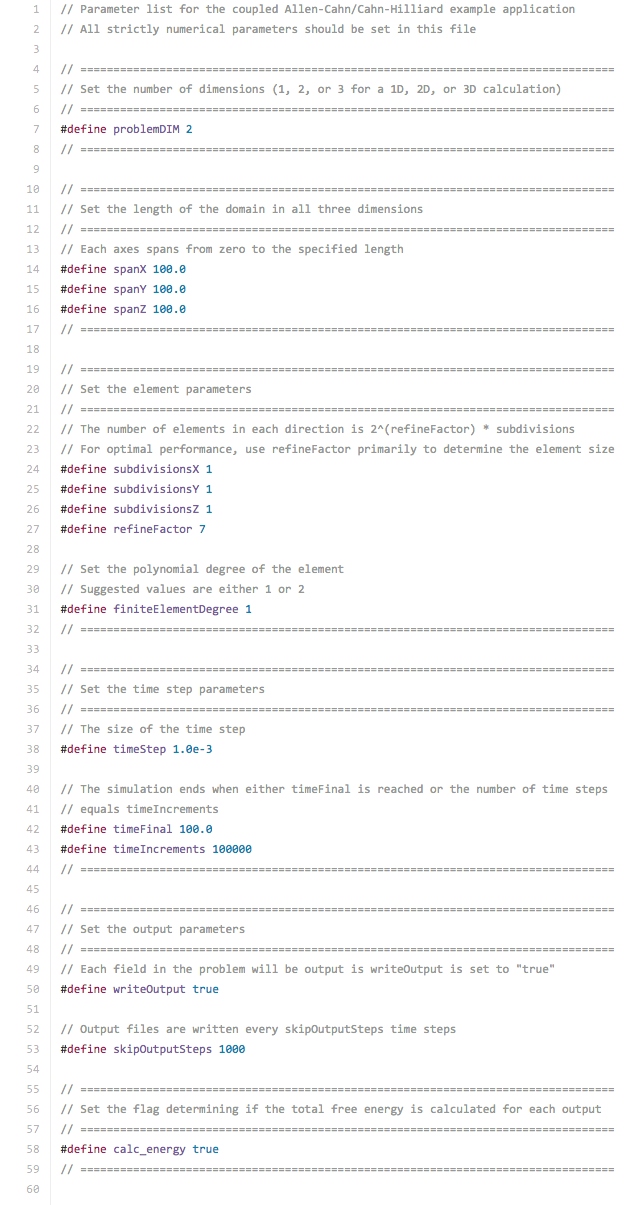 1 // Parameter list for the coupled Allen-Cahn/Cahn-Hilliard example application
2 // All strictly numerical parameters should be set in this file
3
4 // =================================================================================
5 // Set the number of dimensions (1, 2, or 3 for a 1D, 2D, or 3D calculation)
6 // =================================================================================
7 #define problemDIM 2
8 // =================================================================================
9
10 // =================================================================================
11 // Set the length of the domain in all three dimensions
12 // =================================================================================
13 // Each axes spans from zero to the specified length
14 #define spanX 100.0
15 #define spanY 100.0
16 #define spanZ 100.0
17 // =================================================================================
18
19 // =================================================================================
20 // Set the element parameters
21 // =================================================================================
22 // The number of elements in each direction is 2^(refineFactor) * subdivisions
23 // For optimal performance, use refineFactor primarily to determine the element size
24 #define subdivisionsX 1
25 #define subdivisionsY 1
26 #define subdivisionsZ 1
27 #define refineFactor 7
28
29 // Set the polynomial degree of the element
30 // Suggested values are either 1 or 2
31 #define finiteElementDegree 1
32 // =================================================================================
33
34 // =================================================================================
35 // Set the time step parameters
36 // =================================================================================
37 // The size of the time step
38 #define timeStep 1.0e-3
39
40 // The simulation ends when either timeFinal is reached or the number of time steps
41 // equals timeIncrements
42 #define timeFinal 100.0
43 #define timeIncrements 100000
44 // =================================================================================
45
46 // =================================================================================
47 // Set the output parameters
48 // =================================================================================
49 // Each field in the problem will be output is writeOutput is set to "true"
50 #define writeOutput true
51
52 // Output files are written every skipOutputSteps time steps
53 #define skipOutputSteps 1000
54
55 // =================================================================================
56 // Set the flag determining if the total free energy is calculated for each output
57 // =================================================================================
58 #define calc_energy true
59 // =================================================================================
60